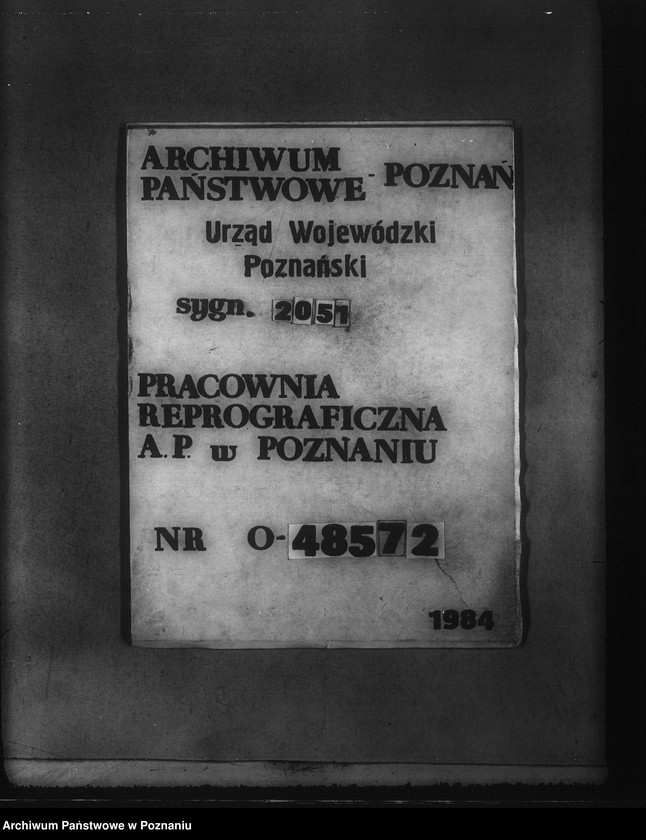 ARCHIWUM
PAŃSTWOWE - POZNAŃ
Urząd Wojewódzki
Poznański
sygn. 2051
PRACOWNIA
REPROGRAFICZNA
A.P. w POZNANIU
NR O-48572
1984
Archiwum Państwowe w Poznaniu